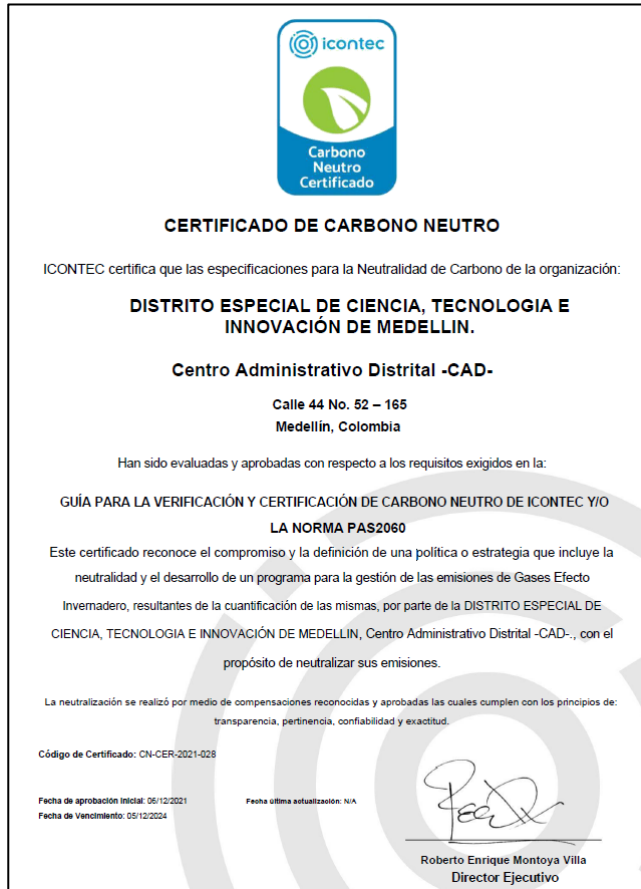 icontec
Carbono
Neutro
Certificado
CERTIFICADO DE CARBONO NEUTRO
ICONTEC certifica que las especificaciones para la Neutralidad de Carbono de la organización:
DISTRITO ESPECIAL DE CIENCIA, TECNOLOGIA E
INNOVACIÓN DE MEDELLIN.
Centro Administrativo Distrital -CAD-
Calle 44 No. 52 – 165
Medellín, Colombia
Han sido evaluadas y aprobadas con respecto a los requisitos exigidos en la:
GUÍA PARA LA VERIFICACIÓN Y CERTIFICACIÓN DE CARBONO NEUTRO DE ICONTEC Y/O
LA NORMA PAS2060
Este certificado reconoce el compromiso y la definición de una política o estrategia que incluye la
neutralidad y el desarrollo de un programa para la gestión de las emisiones de Gases Efecto
Invernadero, resultantes de la cuantificación de las mismas, por parte de la DISTRITO ESPECIAL DE
CIENCIA, TECNOLOGIA E INNOVACIÓN DE MEDELLIN, Centro Administrativo Distrital -CAD-., con el
propósito de neutralizar sus emisiones.
La neutralización se realizó por medio de compensaciones reconocidas y aprobadas las cuales cumplen con los principios de:
transparencia, pertinencia, confiabilidad y exactitud.
Código de Certificado: CN-CER-2021-028
Fecha de aprobación inicial: 06/12/2021 Fecha última actualización: N/A
Fecha de Vencimiento: 05/12/2024
Roberto Enrique Montoya Villa
Director Ejecutivo